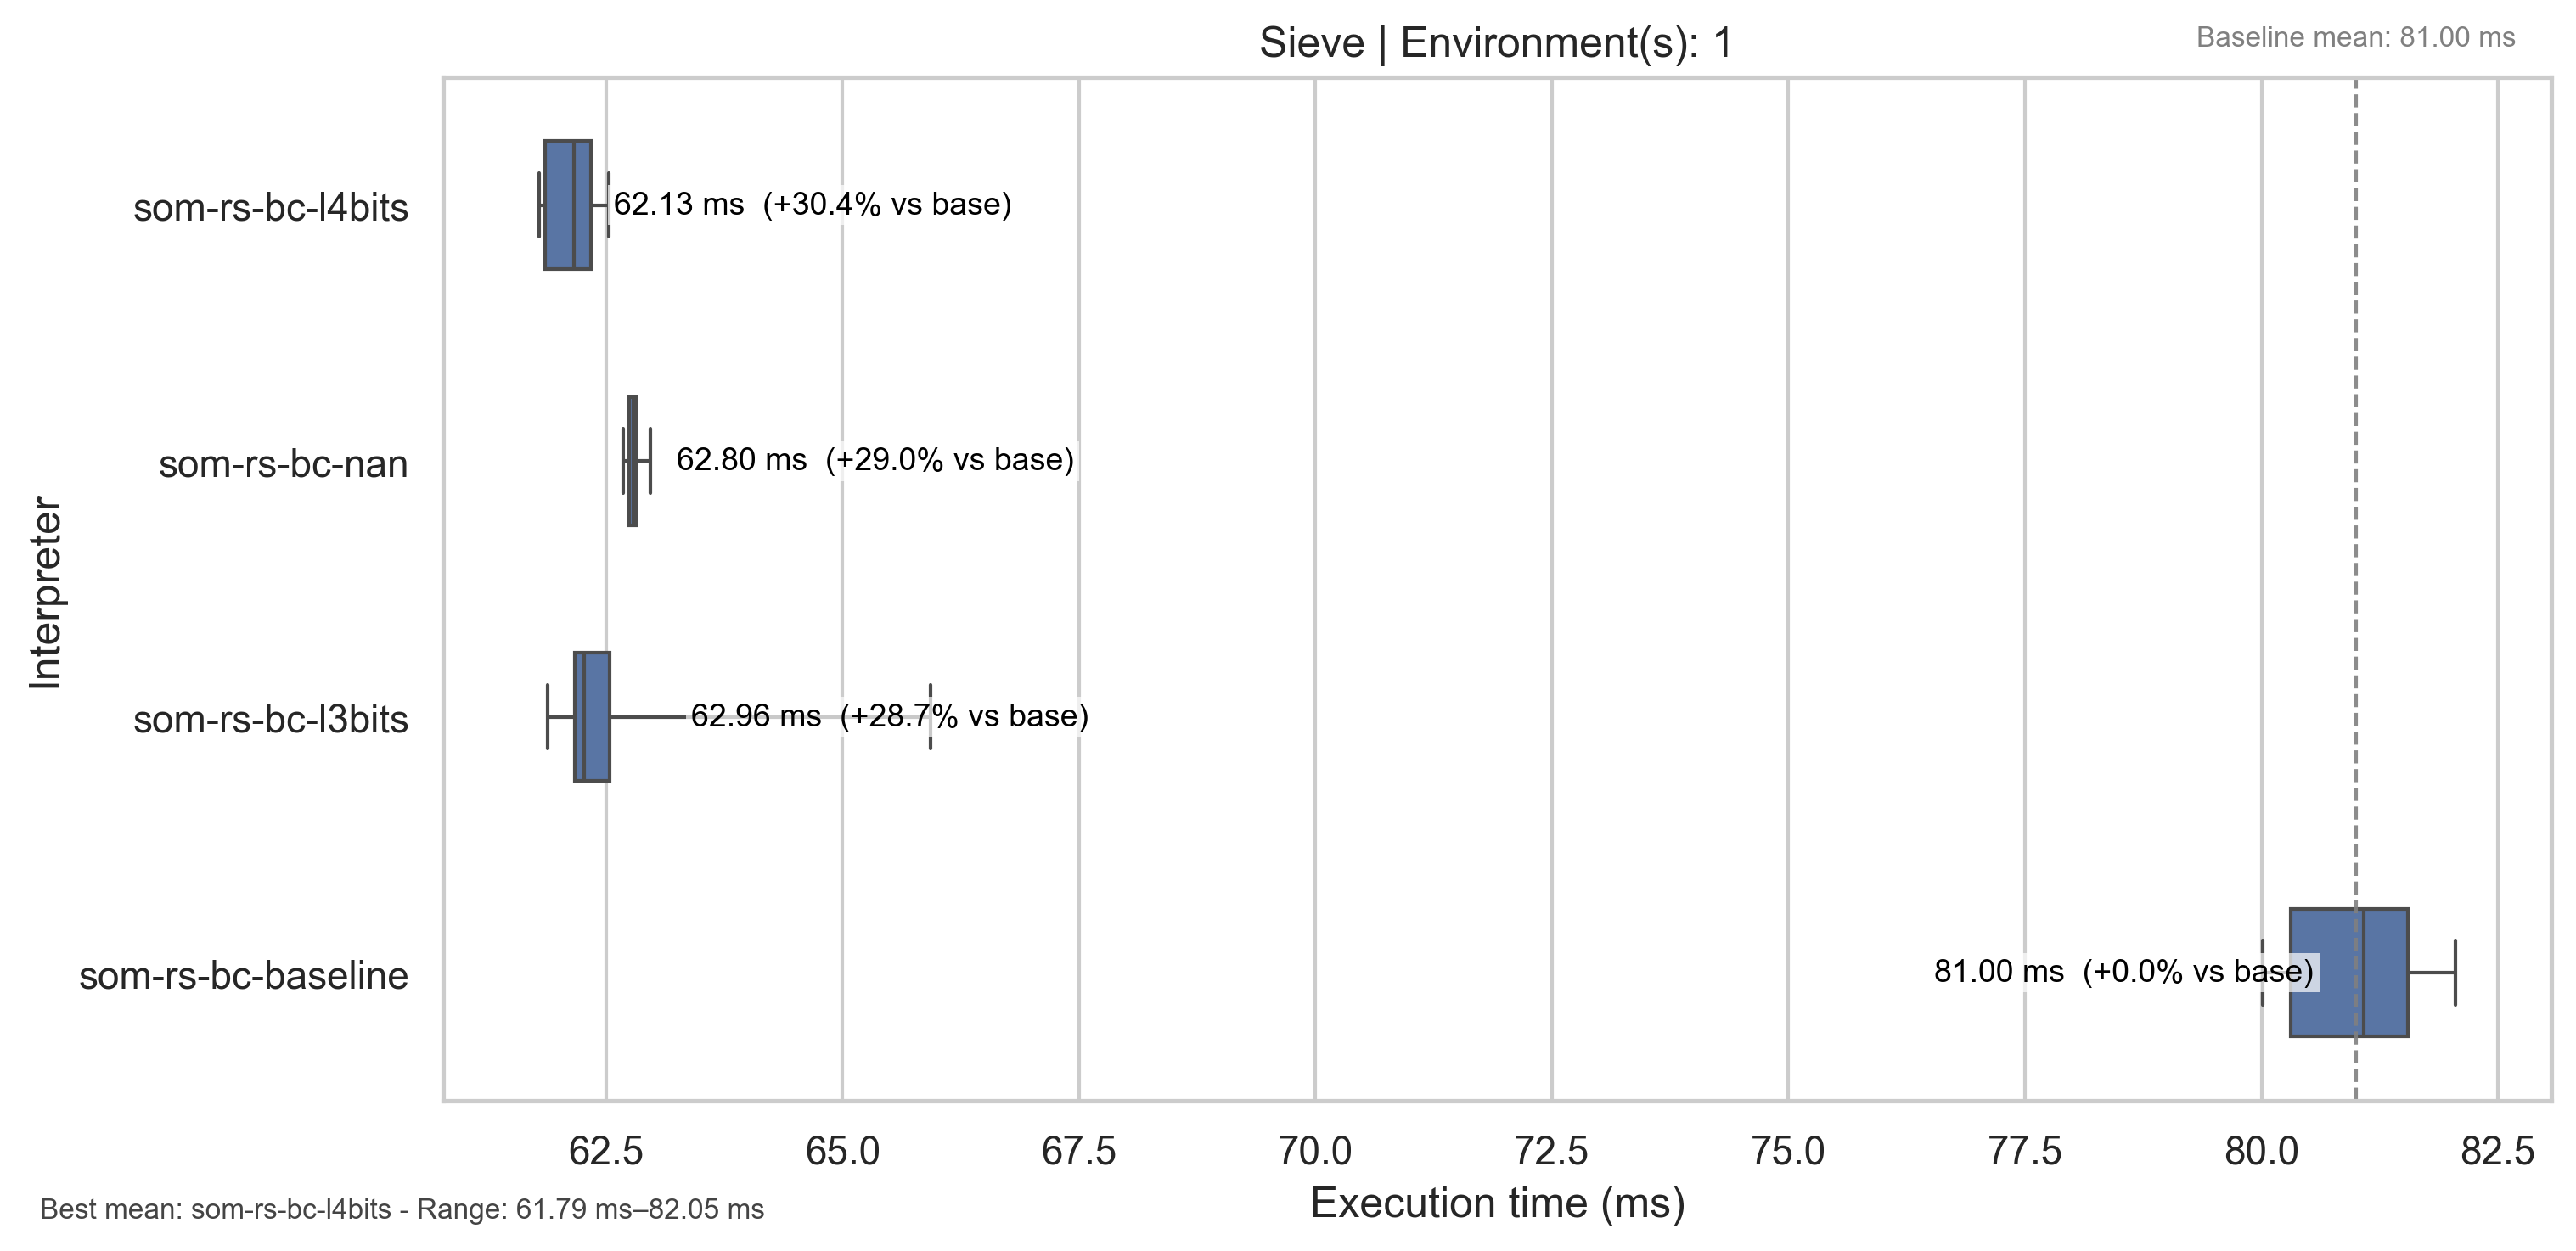 Sieve | Environment(s): 1
Baseline mean: 81.00 ms
Interpreter
som-rs-bc-l4bits
62.13 ms  (+30.4% vs base)
som-rs-bc-nan
62.80 ms  (+29.0% vs base)
som-rs-bc-l3bits
62.96 ms  (+28.7% vs base)
som-rs-bc-baseline
81.00 ms  (+0.0% vs base)
62.5 65.0 67.5 70.0 72.5 75.0 77.5 80.0 82.5
Execution time (ms)
Best mean: som-rs-bc-l4bits - Range: 61.79 ms–82.05 ms